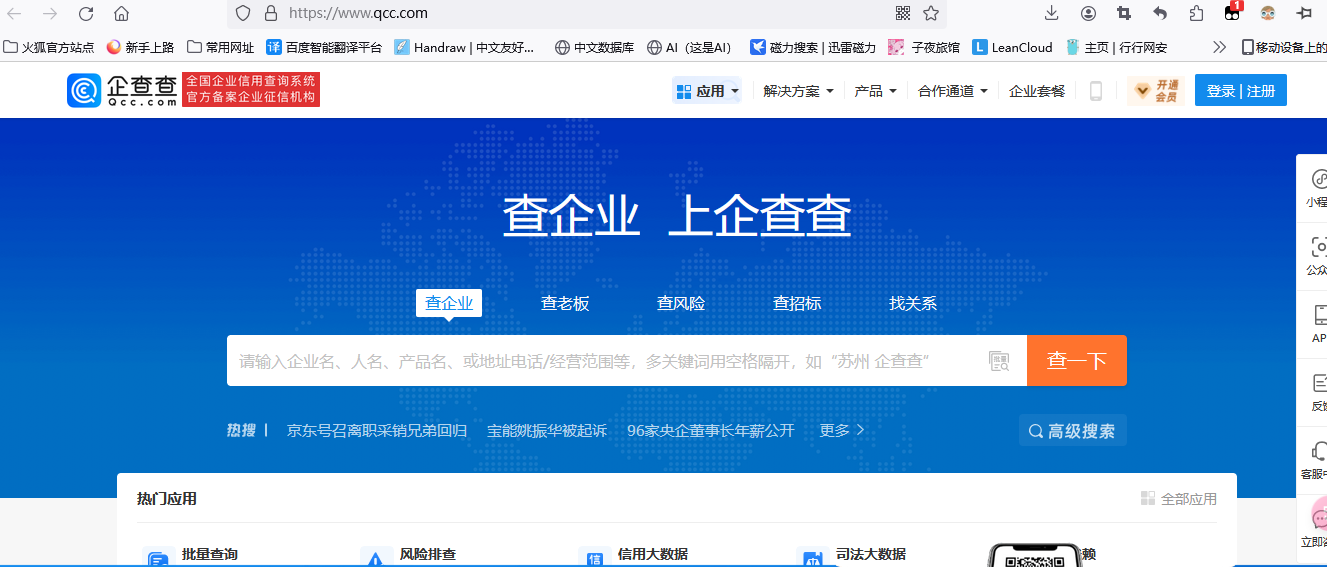 https://www.qcc.com
1
火狐官方站点 新手上路 常用网址 译 百度智能翻译平台 Handraw | 中文友好... 中文数据库 AI（这是AI） 磁力搜索 | 迅雷磁力 子夜旅馆 L LeanCloud 主页 | 行行网安 移动设备上的
企查查 Qcc.com
全国企业信用查询系统
官方备案企业征信机构
应用 解决方案 产品 合作通道 企业套餐 开通会员 登录 | 注册
查企业 上企查查
查企业 查老板 查风险 查招标 找关系
请输入企业名、人名、产品名、或地址电话/经营范围等，多关键词用空格隔开，如“苏州 企查查” 查一下
热搜 | 京东号召离职采销兄弟回归 宝能姚振华被起诉 96家央企董事长年薪公开 更多 高级搜索
小程
公众
AP
客服中
立即咨
热门应用 全部应用
批量查询 风险排查 信 信用大数据 司法大数据